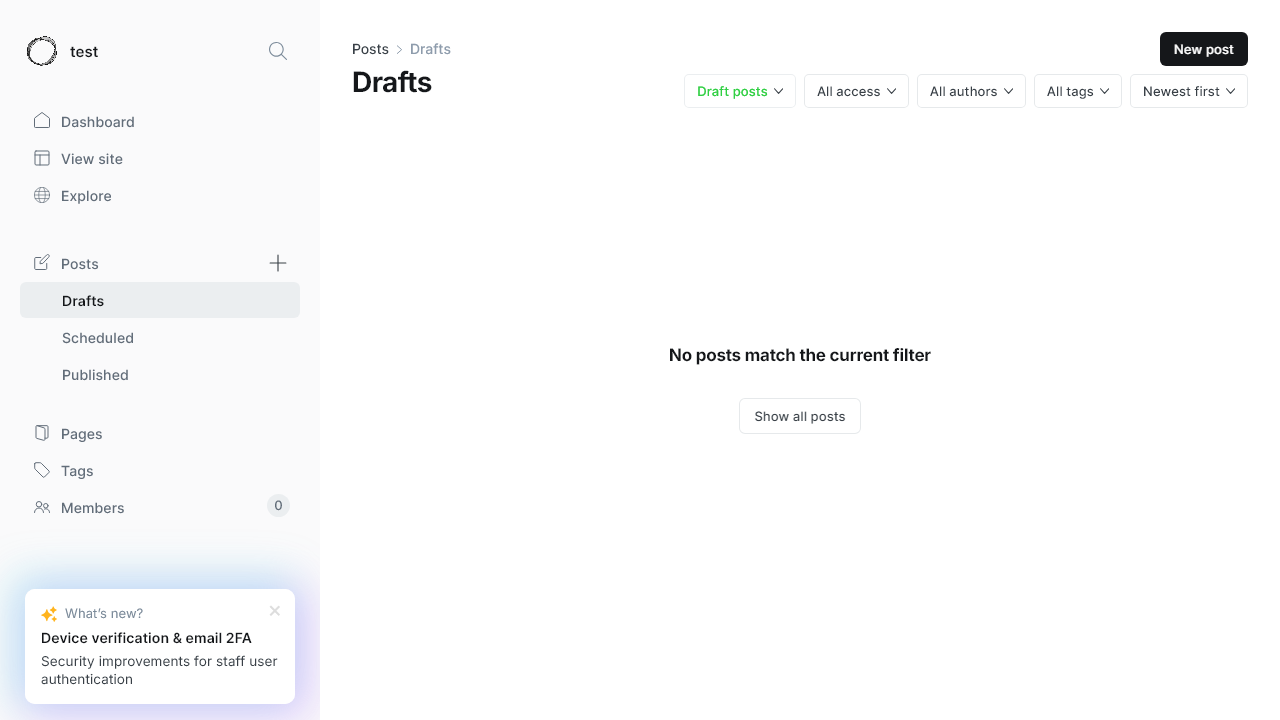 test
Dashboard
View site
Explore
Posts
Drafts
Scheduled
Published
Pages
Tags
Members 0
What's new?
Device verification & email 2FA
Security improvements for staff user
authentication
Posts Drafts
New post
Drafts
Draft posts All access All authors All tags Newest first
No posts match the current filter
Show all posts